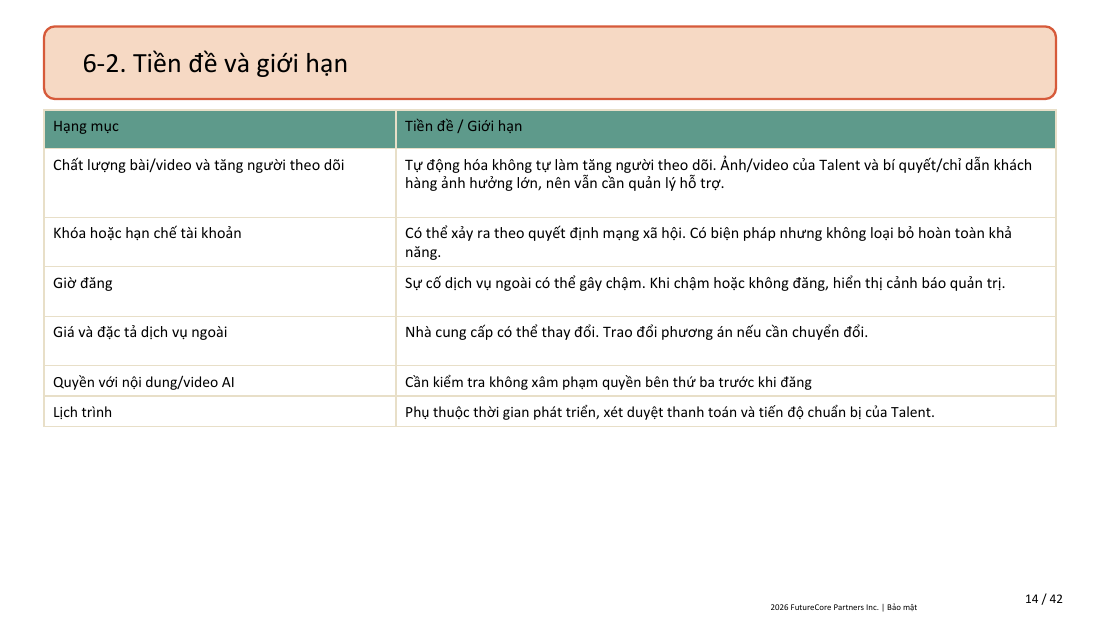 6-2. Tiền đề và giới hạn
Hạng mục
Tiền đề / Giới hạn
Chất lượng bài/video và tăng người theo dõi
Tự động hóa không tự làm tăng người theo dõi. Ảnh/video của Talent và bí quyết/chỉ dẫn khách
hàng ảnh hưởng lớn, nên vẫn cần quản lý hỗ trợ.
Khóa hoặc hạn chế tài khoản
Có thể xảy ra theo quyết định mạng xã hội. Có biện pháp nhưng không loại bỏ hoàn toàn khả
năng.
Giờ đăng
Sự cố dịch vụ ngoài có thể gây chậm. Khi chậm hoặc không đăng, hiển thị cảnh báo quản trị.
Giá và đặc tả dịch vụ ngoài
Nhà cung cấp có thể thay đổi. Trao đổi phương án nếu cần chuyển đổi.
Quyền với nội dung/video AI
Cần kiểm tra không xâm phạm quyền bên thứ ba trước khi đăng
Lịch trình
Phụ thuộc thời gian phát triển, xét duyệt thanh toán và tiến độ chuẩn bị của Talent.
2026 FutureCore Partners Inc. | Bảo mật
14 / 42